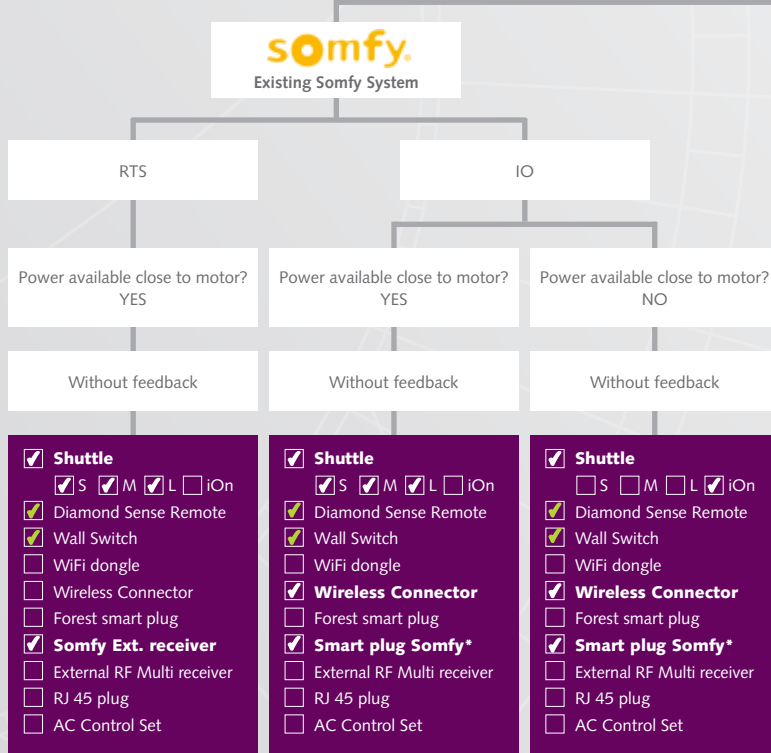 somfy.
Existing Somfy System
RTS
IO
Power available close to motor?
YES
Power available close to motor?
YES
Power available close to motor?
NO
Without feedback
Without feedback
Without feedback
Shuttle
S M L iOn
Diamond Sense Remote
Wall Switch
WiFi dongle
Wireless Connector
Forest smart plug
Somfy Ext. receiver
External RF Multi receiver
RJ 45 plug
AC Control Set
Shuttle
S M L iOn
Diamond Sense Remote
Wall Switch
WiFi dongle
Wireless Connector
Forest smart plug
Smart plug Somfy*
External RF Multi receiver
RJ 45 plug
AC Control Set
Shuttle
S M L iOn
Diamond Sense Remote
Wall Switch
WiFi dongle
Wireless Connector
Forest smart plug
Smart plug Somfy*
External RF Multi receiver
RJ 45 plug
AC Control Set